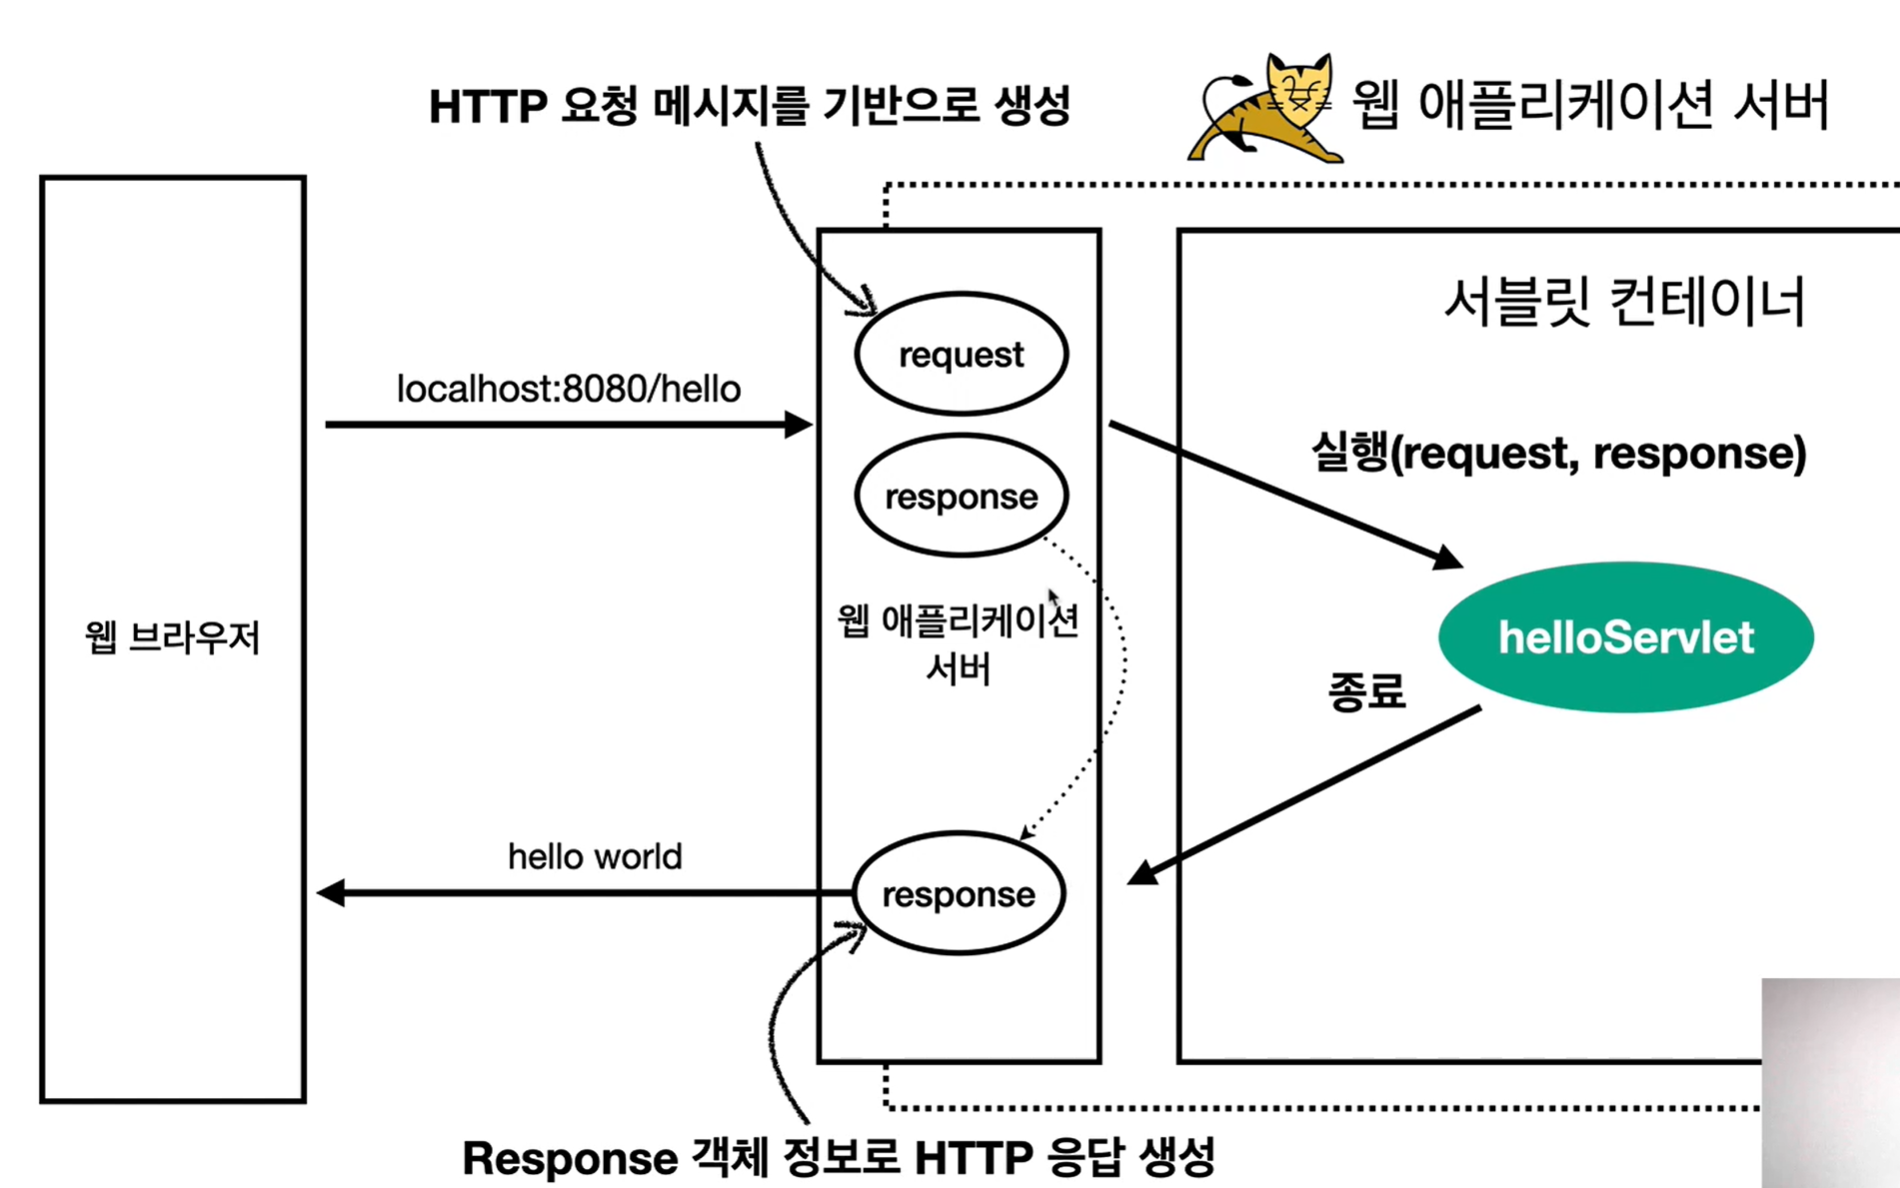 HTTP 요청 메시지를 기반으로 생성
웹 애플리케이션 서버
서블릿 컨테이너
request
localhost:8080/hello
실행(request, response)
response
웹 애플리케이션
서버
웹 브라우저
helloServlet
종료
hello world
response
Response 객체 정보로 HTTP 응답 생성